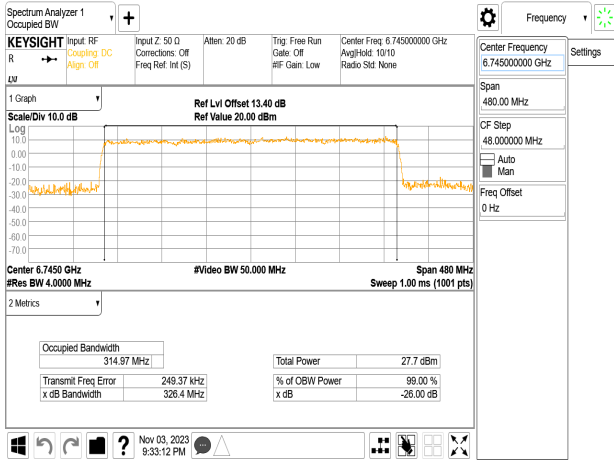 Spectrum Analyzer 1
Occupied BW
Frequency
KEYSIGHT
R
LXI
Input: RF
Coupling: DC
Align: Off
Input Z: 50 Ω
Corrections: Off
Freq Ref: Int (S)
Atten: 20 dB
Trig: Free Run
Gate: Off
#IF Gain: Low
Center Freq: 6.745000000 GHz
Avg|Hold: 10/10
Radio Std: None
Center Frequency
6.745000000 GHz
Settings
Span
480.00 MHz
CF Step
48.000000 MHz
Auto
Man
Freq Offset
0 Hz
1 Graph
Scale/Div 10.0 dB
Ref Lvl Offset 13.40 dB
Ref Value 20.00 dBm
Log
10.0
0.00
-10.0
-20.0
-30.0
-40.0
-50.0
-60.0
-70.0
Center 6.7450 GHz
#Video BW 50.000 MHz
Span 480 MHz
#Res BW 4.0000 MHz
Sweep 1.00 ms (1001 pts)
2 Metrics
Occupied Bandwidth
314.97 MHz
Total Power 27.7 dBm
Transmit Freq Error 249.37 kHz
% of OBW Power 99.00 %
x dB Bandwidth 326.4 MHz
x dB -26.00 dB
?
Nov 03, 2023
9:33:12 PM